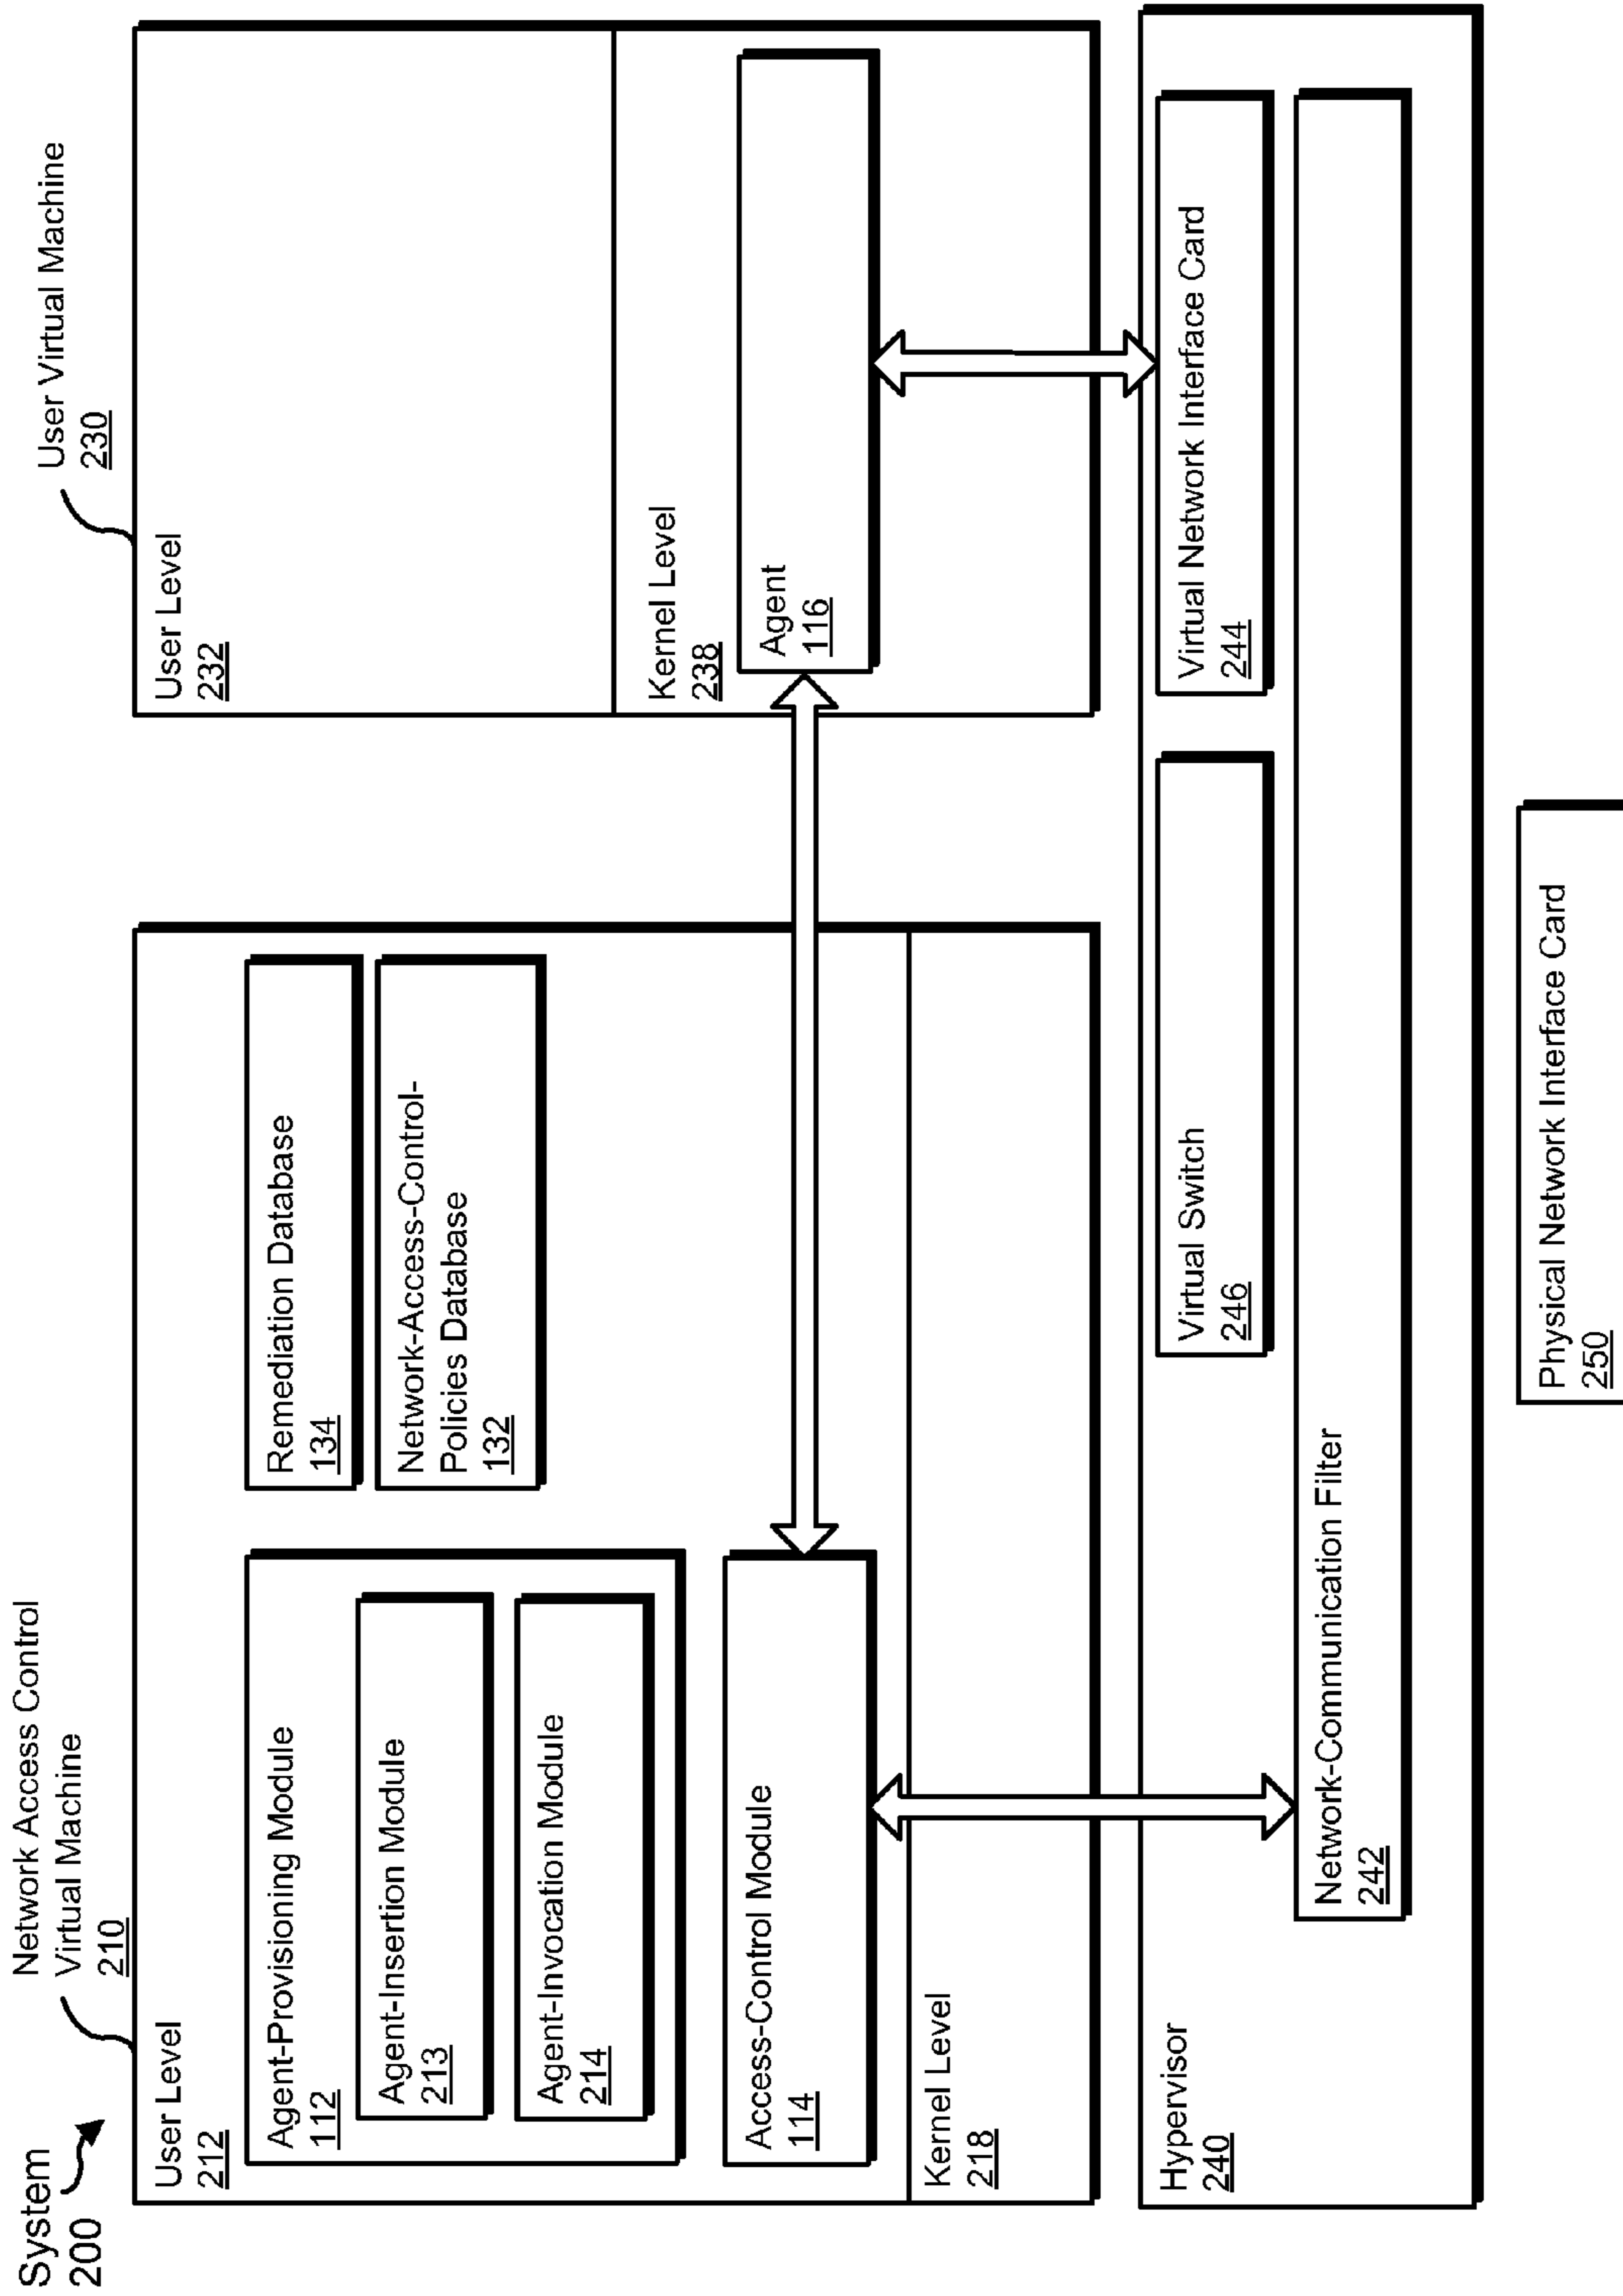 System
200
Network Access Control
Virtual Machine
210
User Level
212
Agent-Provisioning Module
112
Agent-Insertion Module
213
Agent-Invocation Module
214
Remediation Database
134
Network-Access-Control-
Policies Database
132
Access-Control Module
114
Kernel Level
218
User Virtual Machine
230
User Level
232
Kernel Level
238
Agent
116
Hypervisor
240
Virtual Switch
246
Virtual Network Interface Card
244
Network-Communication Filter
242
Physical Network Interface Card
250